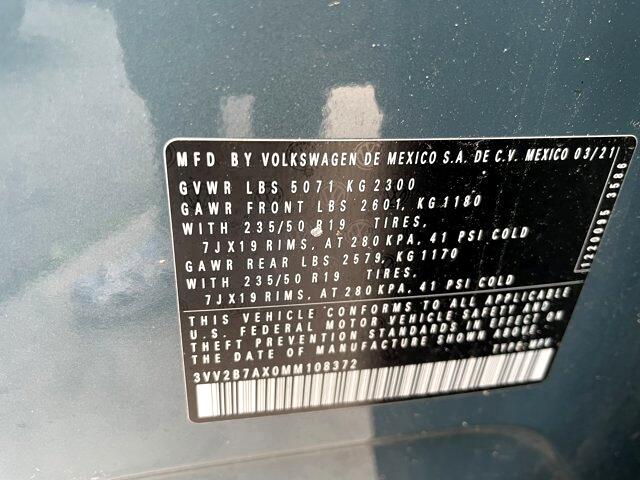 MFD BY VOLKSWAGEN DE MEXICO S.A. DE C.V. MEXICO 03/21
GVWR LBS 5071 KG 2300
GAWR FRONT LBS 2601, KG 1180
WITH 235/50 R19 TIRES,
7JX19 RIMS, AT 280 KPA, 41 PSI COLD
GAWR REAR LBS 2579, KG 1170
WITH 235/50 R19 TIRES,
7JX19 RIMS, AT 280 KPA, 41 PSI COLD
THIS VEHICLE CONFORMS TO ALL APPLICABLE
U.S. FEDERAL MOTOR VEHICLE SAFETY AND
THEFT PREVENTION STANDARDS IN EFFECT ON
THE DATE OF MANUFACTURE SHOWN ABOVE.
3VV2B7AX0MM108372
TYPE: MPV